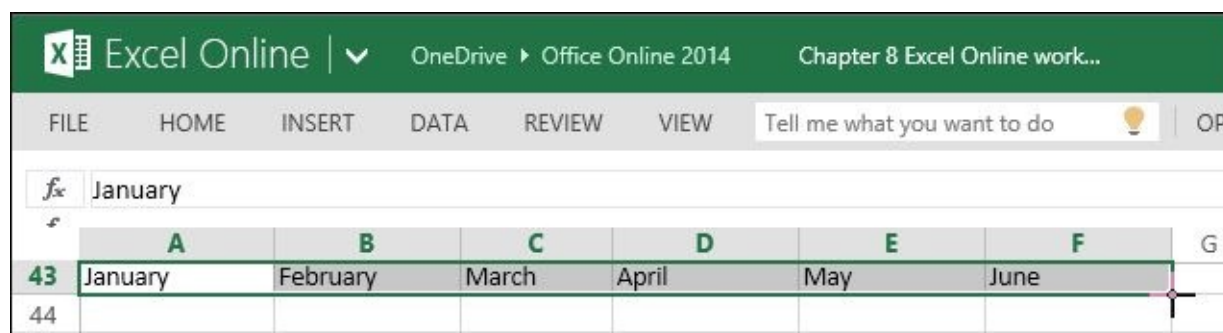 Excel Online | OneDrive ▸ Office Online 2014 Chapter 8 Excel Online work...
FILE HOME INSERT DATA REVIEW VIEW Tell me what you want to do OP
fx January
A B C D E F G
43 January February March April May June
44